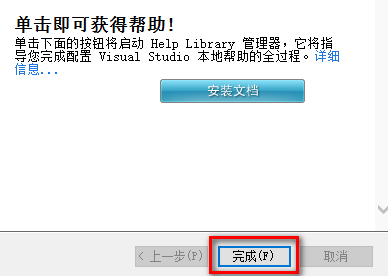 单击即可获得帮助！
单击下面的按钮将启动 Help Library 管理器，它将指
导您完成配置 Visual Studio 本地帮助的全过程。详细
信息...
安装文档
< 上一步(P)
完成(F)
取消